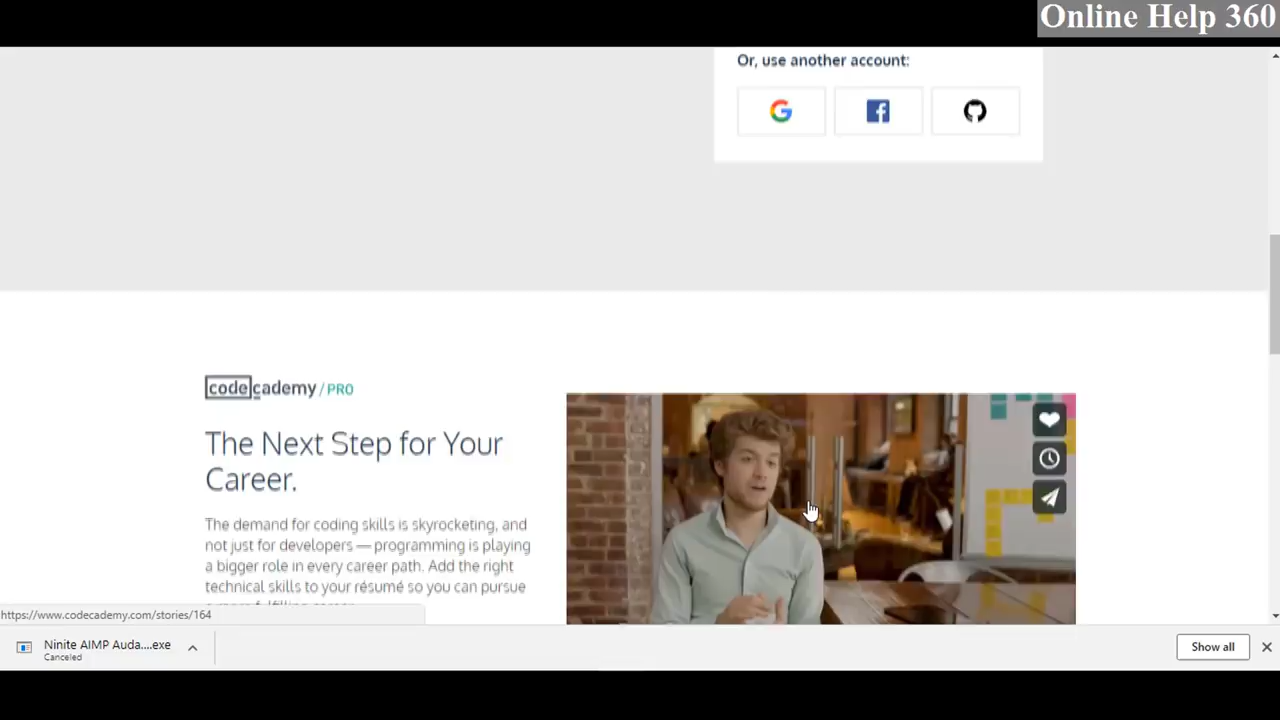 Online Help 360
Or, use another account:
codecademy / PRO
The Next Step for Your
Career.
The demand for coding skills is skyrocketing, and
not just for developers — programming is playing
a bigger role in every career path. Add the right
technical skills to your résumé so you can pursue
https://www.codecademy.com/stories/164
Ninite AIMP Auda....exe
Canceled
Show all